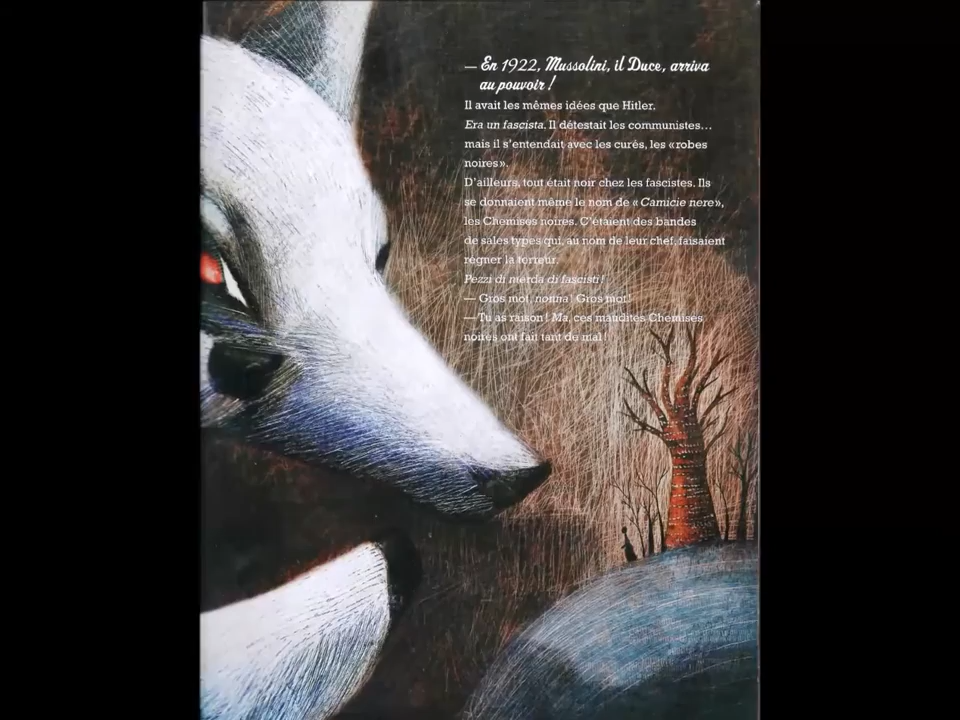 — En 1922, Mussolini, il Duce, arriva
au pouvoir !
Il avait les mêmes idées que Hitler.
Era un fascista. Il détestait les communistes...
mais il s'entendait avec les curés, les « robes
noires ».
D'ailleurs, tout était noir chez les fascistes. Ils
se donnaient même le nom de « Camicie nere »,
les Chemises noires. C'étaient des bandes
de sales types qui, au nom de leur chef, faisaient
régner la terreur.
Pezzi di merda di fascisti !
— Gros mot, nonna ! Gros mot !
— Tu as raison ! Ma, ces maudites Chemises
noires ont fait tant de mal !